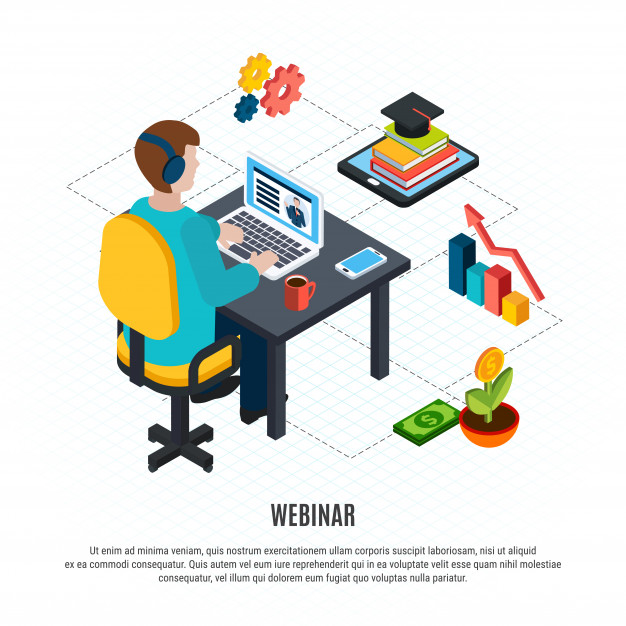 WEBINAR
Ut enim ad minima veniam, quis nostrum exercitationem ullam corporis suscipit laboriosam, nisi ut aliquid
ex ea commodi consequatur. Quis autem vel eum iure reprehenderit qui in ea voluptate velit esse quam nihil molestiae
consequatur, vel illum qui dolorem eum fugiat quo voluptas nulla pariatur.